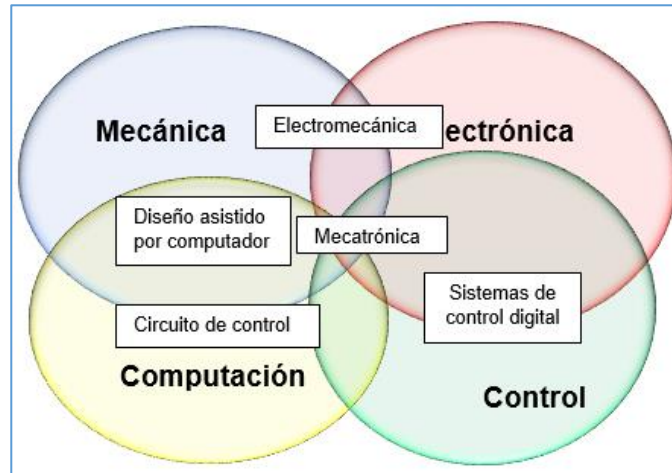 Mecánica
Electromecánica
ectrónica
Diseño asistido
por computador
Mecatrónica
Circuito de control
Sistemas de
control digital
Computación
Control